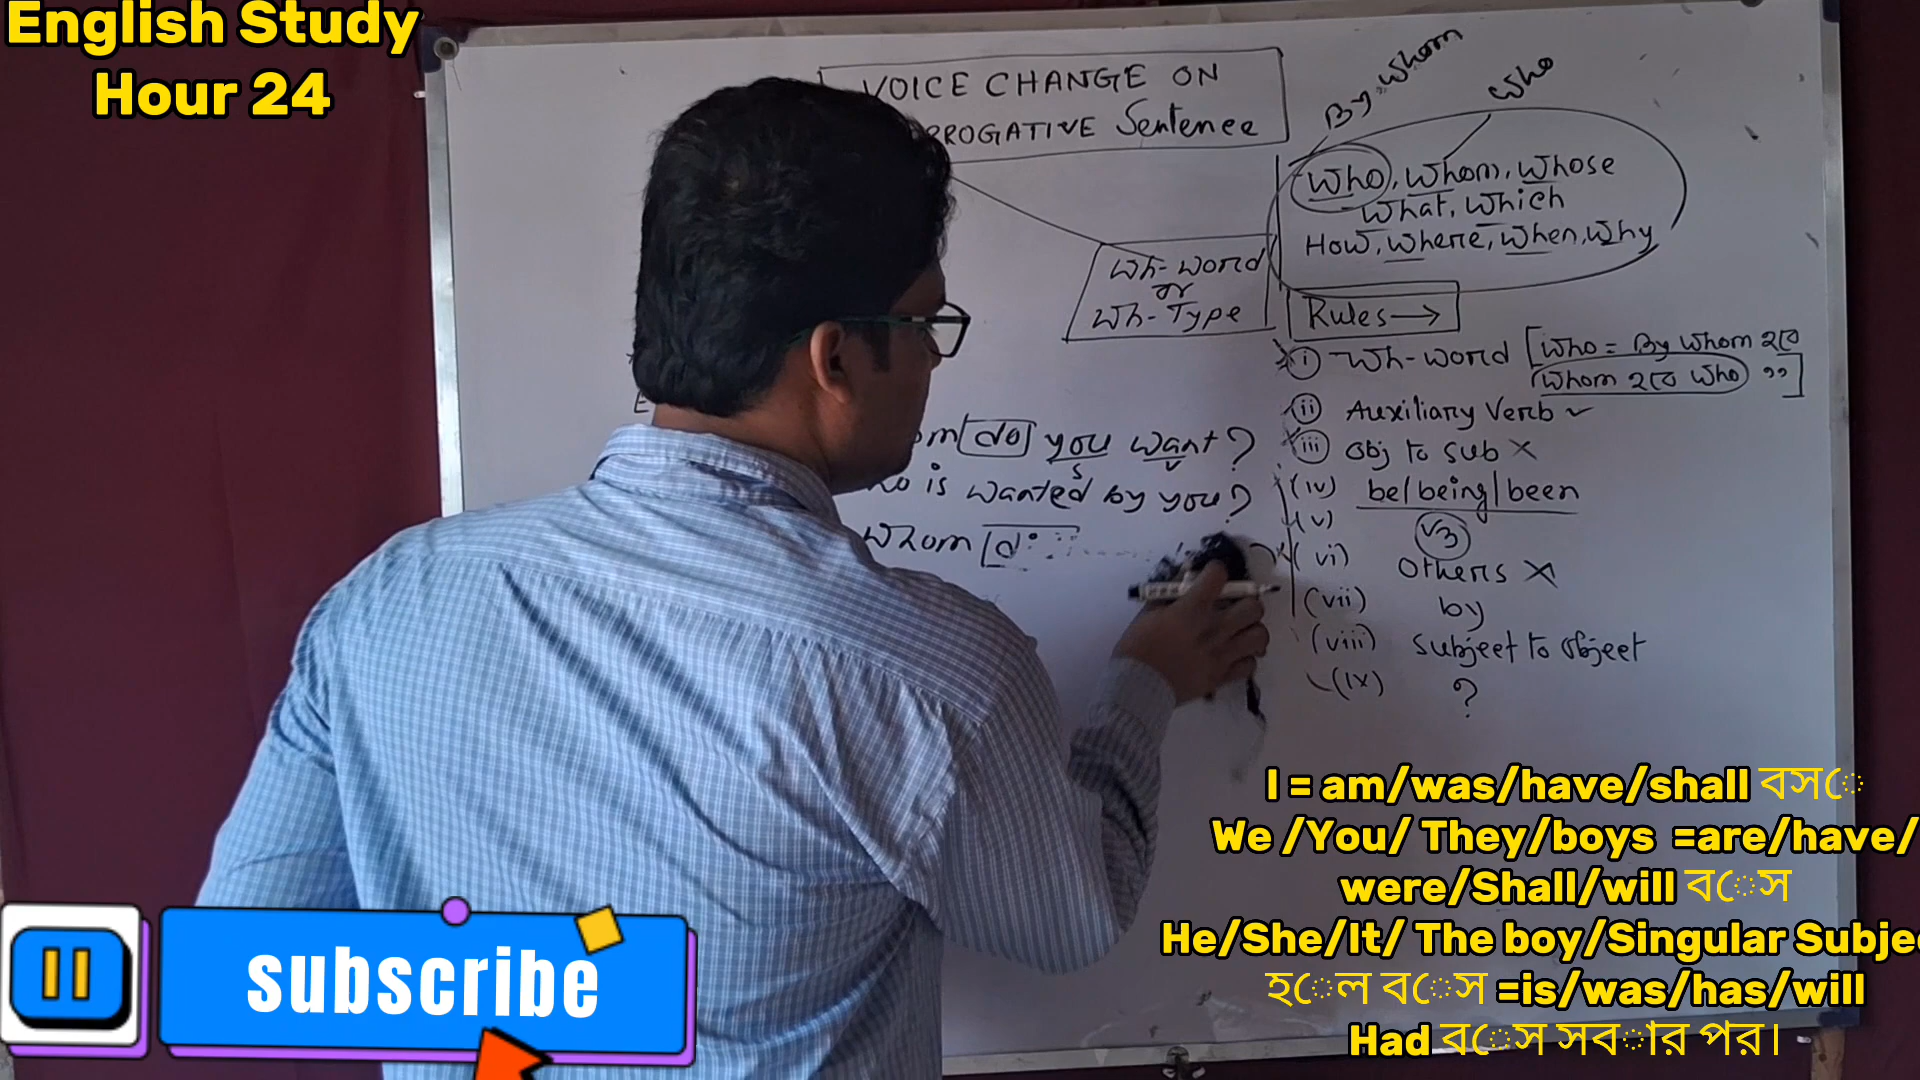 English Study
Hour 24
VOICE CHANGE ON
RROGATIVE Sentence
By whom
who
Who, Whom, Whose
What, Which
How, Where, When, Why
Wh-word
or
Wh-Type
Rules →
(i) Wh-word [Who = By whom হবে
Whom হবে Who ,,]
(ii) Auxiliary Verb ✓
(iii) Obj to sub ×
(iv) be/being/been
(v) V3
(vi) Others ×
(vii) by
(viii) subject to object
(ix) ?
om do you want?
S V
ho is wanted by you?
whom d
I = am/was/have/shall বসে
We /You/ They/boys =are/have/
were/Shall/will বসে
He/She/It/ The boy/Singular Subje
হলে বসে =is/was/has/will
Had বসে সবার পর।
subscribe